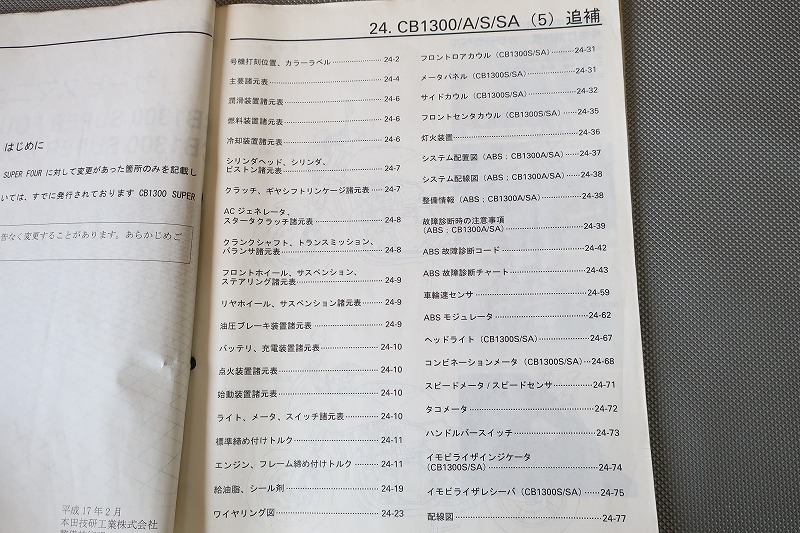 はじめに
SUPER FOUR に対して変更があった箇所のみを記載し
いては、すでに発行されております CB1300 SUPER
告なく変更することがあります。あらかじめご
平成 17 年 2 月
本田技研工業株式会社
24. CB1300/A/S/SA（5）追補
号機打刻位置、カラーラベル 24-2
主要諸元表 24-4
潤滑装置諸元表 24-6
燃料装置諸元表 24-6
冷却装置諸元表 24-6
シリンダヘッド、シリンダ、
ピストン諸元表 24-7
クラッチ、ギヤシフトリンケージ諸元表 24-7
AC ジェネレータ、
スタータクラッチ諸元表 24-8
クランクシャフト、トランスミッション、
バランサ諸元表 24-8
フロントホイール、サスペンション、
ステアリング諸元表 24-9
リヤホイール、サスペンション諸元表 24-9
油圧ブレーキ装置諸元表 24-9
バッテリ、充電装置諸元表 24-10
点火装置諸元表 24-10
始動装置諸元表 24-10
ライト、メータ、スイッチ諸元表 24-10
標準締め付けトルク 24-11
エンジン、フレーム締め付けトルク 24-11
給油脂、シール剤 24-19
ワイヤリング図 24-23
フロントロアカウル（CB1300S/SA） 24-31
メータパネル（CB1300S/SA） 24-31
サイドカウル（CB1300S/SA） 24-32
フロントセンタカウル（CB1300S/SA） 24-35
灯火装置 24-36
システム配置図（ABS；CB1300A/SA） 24-37
システム配線図（ABS；CB1300A/SA） 24-38
整備情報（ABS；CB1300A/SA） 24-38
故障診断時の注意事項
（ABS；CB1300A/SA） 24-39
ABS 故障診断コード 24-42
ABS 故障診断チャート 24-43
車輪速センサ 24-59
ABS モジュレータ 24-62
ヘッドライト（CB1300S/SA） 24-67
コンビネーションメータ（CB1300S/SA） 24-68
スピードメータ/スピードセンサ 24-71
タコメータ 24-72
ハンドルバースイッチ 24-73
イモビライザインジケータ
（CB1300S/SA） 24-74
イモビライザレシーバ（CB1300S/SA） 24-75
配線図 24-77